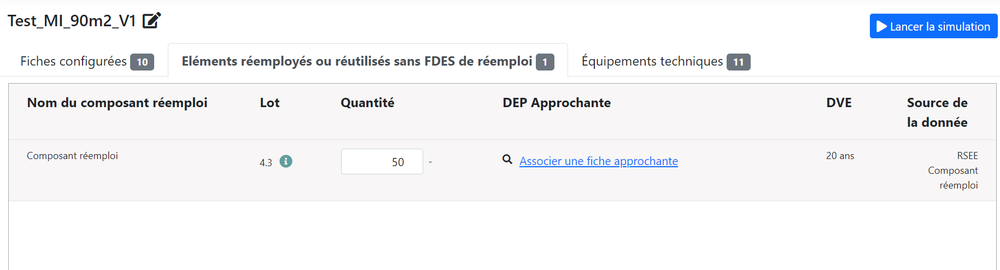 Test_MI_90m2_V1
Lancer la simulation
Fiches configurées 10
Eléments réemployés ou réutilisés sans FDES de réemploi 1
Équipements techniques 11
Nom du composant réemploi
Lot
Quantité
DEP Approchante
DVE
Source de
la donnée
Composant réemploi
4.3
50 -
Associer une fiche approchante
20 ans
RSEE
Composant
réemploi